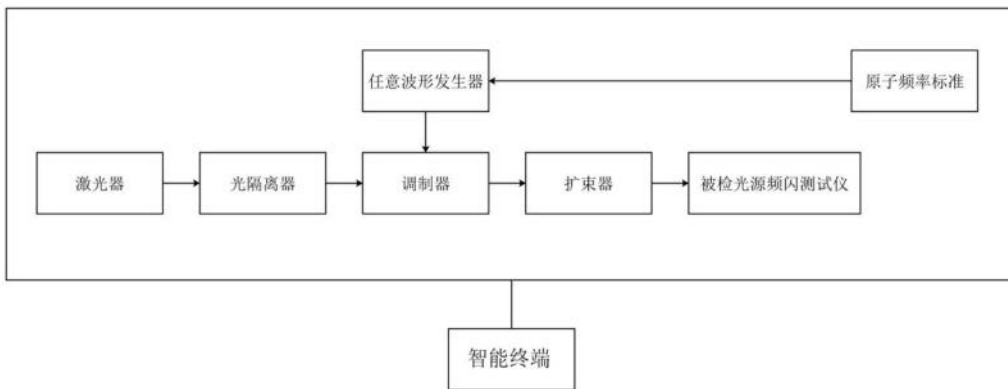 任意波形发生器
原子频率标准
激光器
光隔离器
调制器
扩束器
被检光源频闪测试仪
智能终端